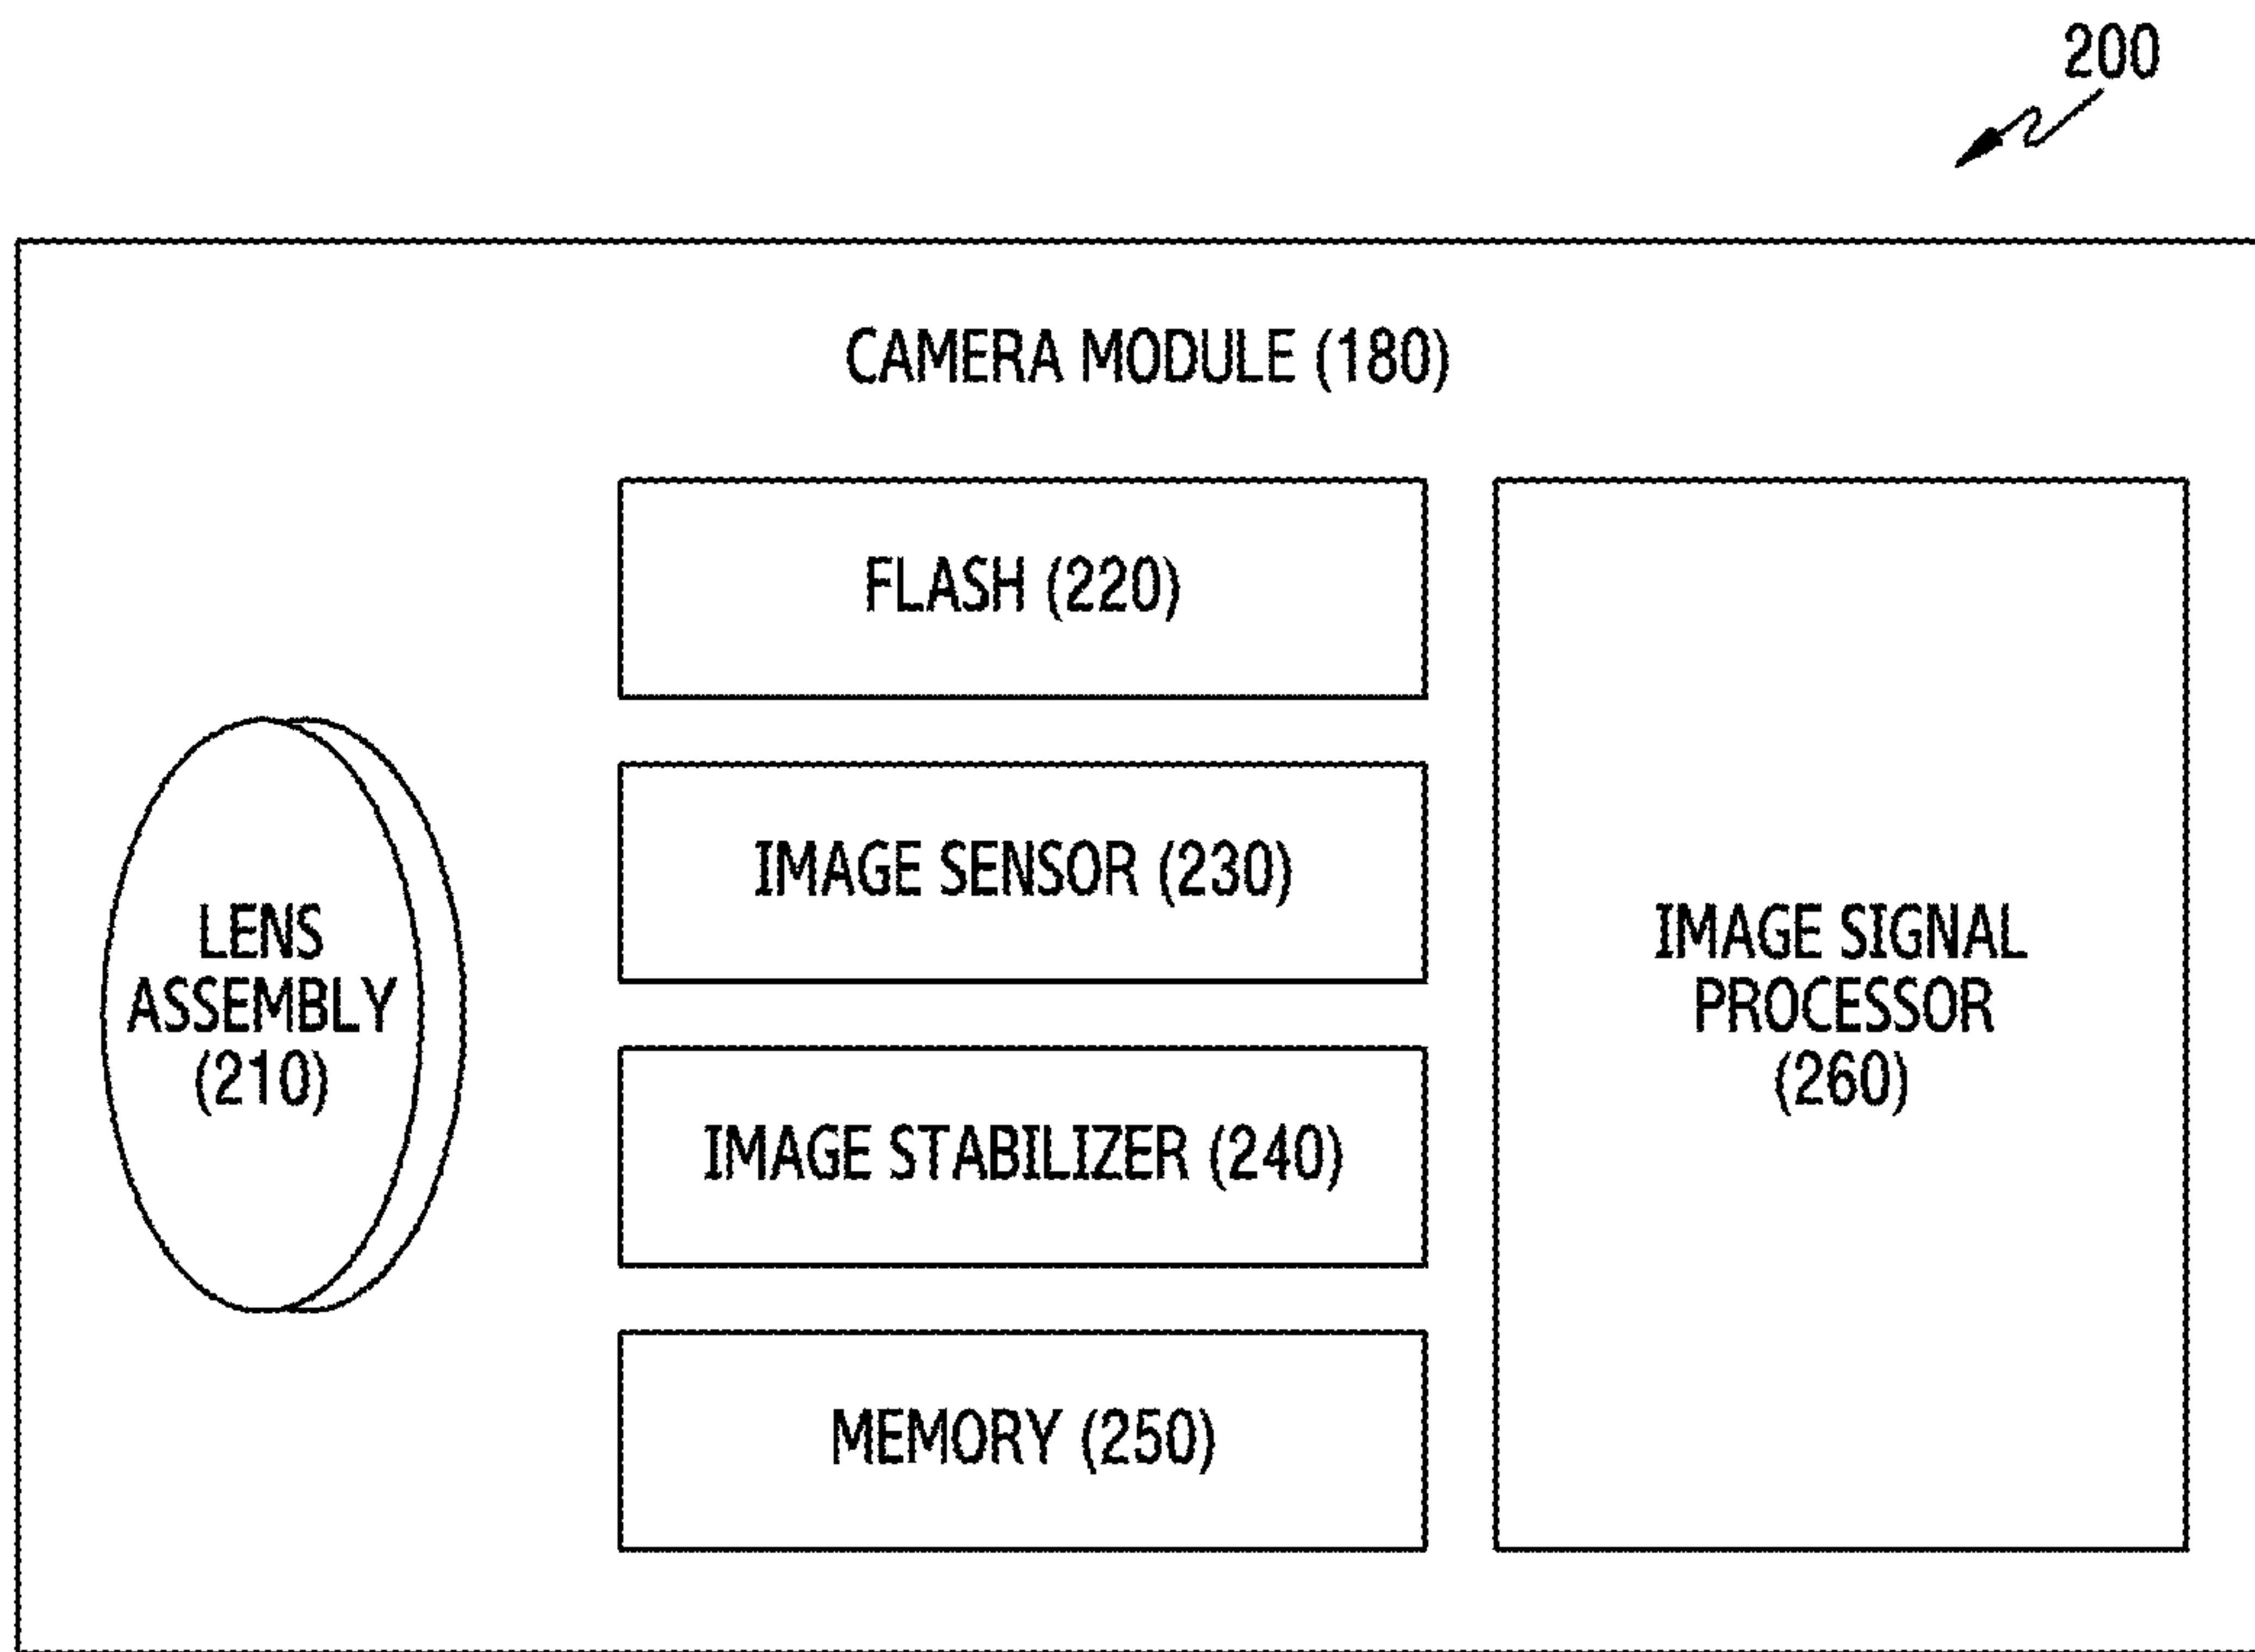 200
CAMERA MODULE (180)
LENS
ASSEMBLY
(210)
FLASH (220)
IMAGE SENSOR (230)
IMAGE STABILIZER (240)
MEMORY (250)
IMAGE SIGNAL
PROCESSOR
(260)